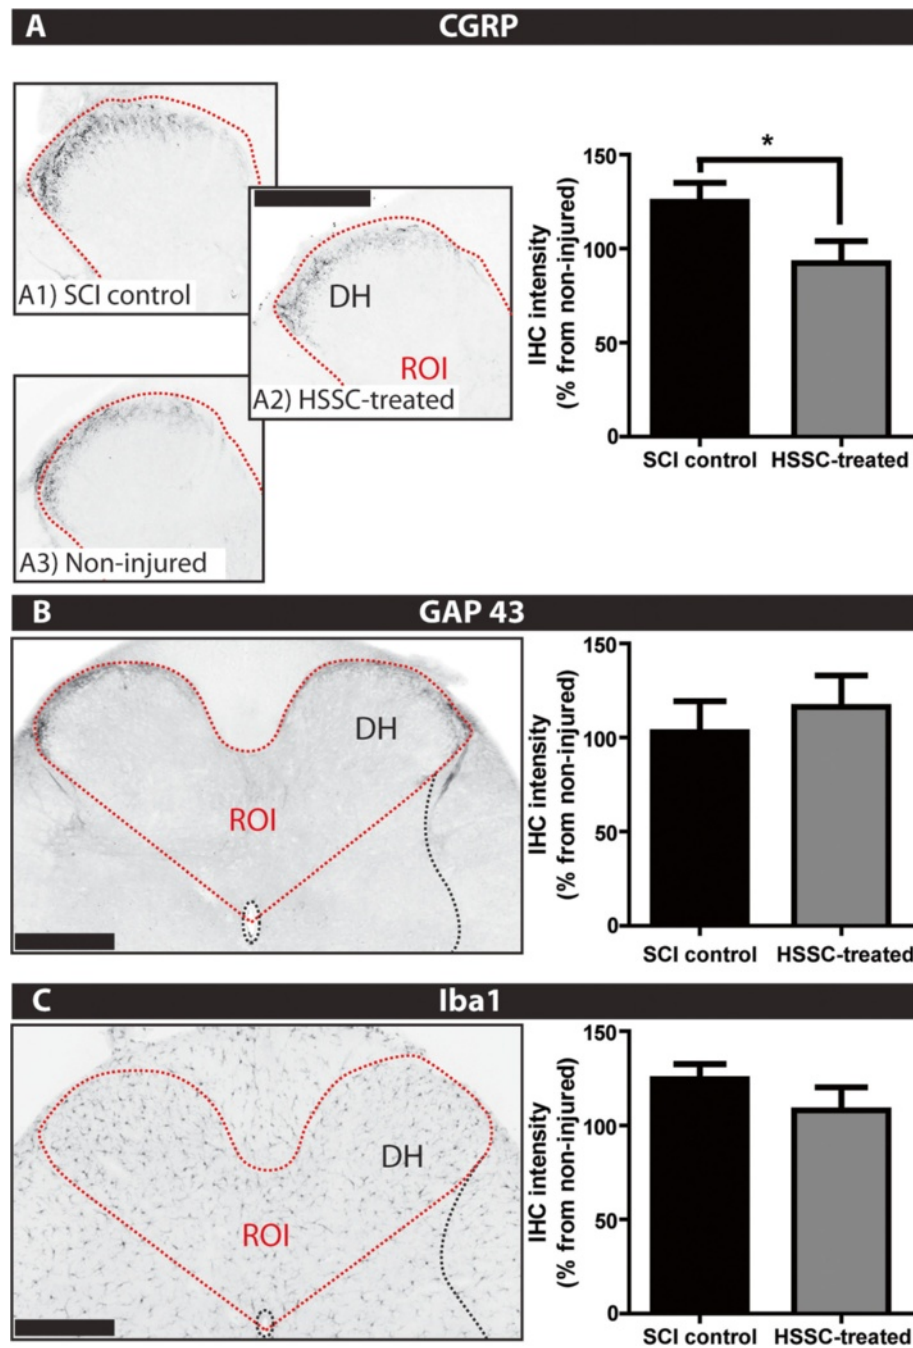 A CGRP
A1) SCI control
DH
ROI
A2) HSSC-treated
A3) Non-injured
IHC intensity
(% from non-injured)
150
100
50
0
*
SCI control HSSC-treated
B GAP 43
DH
ROI
IHC intensity
(% from non-injured)
150
100
50
0
SCI control HSSC-treated
C Iba1
DH
ROI
IHC intensity
(% from non-injured)
150
100
50
0
SCI control HSSC-treated